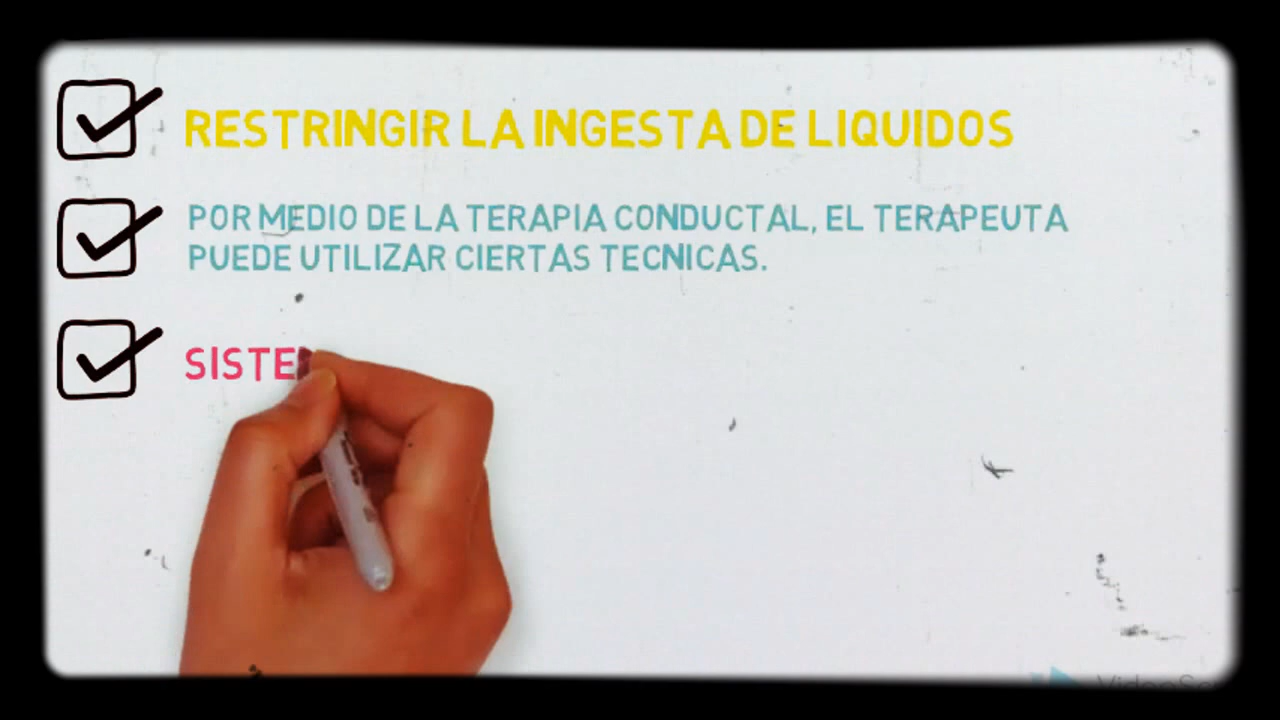 RESTRINGIR LA INGESTA DE LIQUIDOS
POR MEDIO DE LA TERAPIA CONDUCTAL, EL TERAPEUTA
PUEDE UTILIZAR CIERTAS TECNICAS.
SISTE